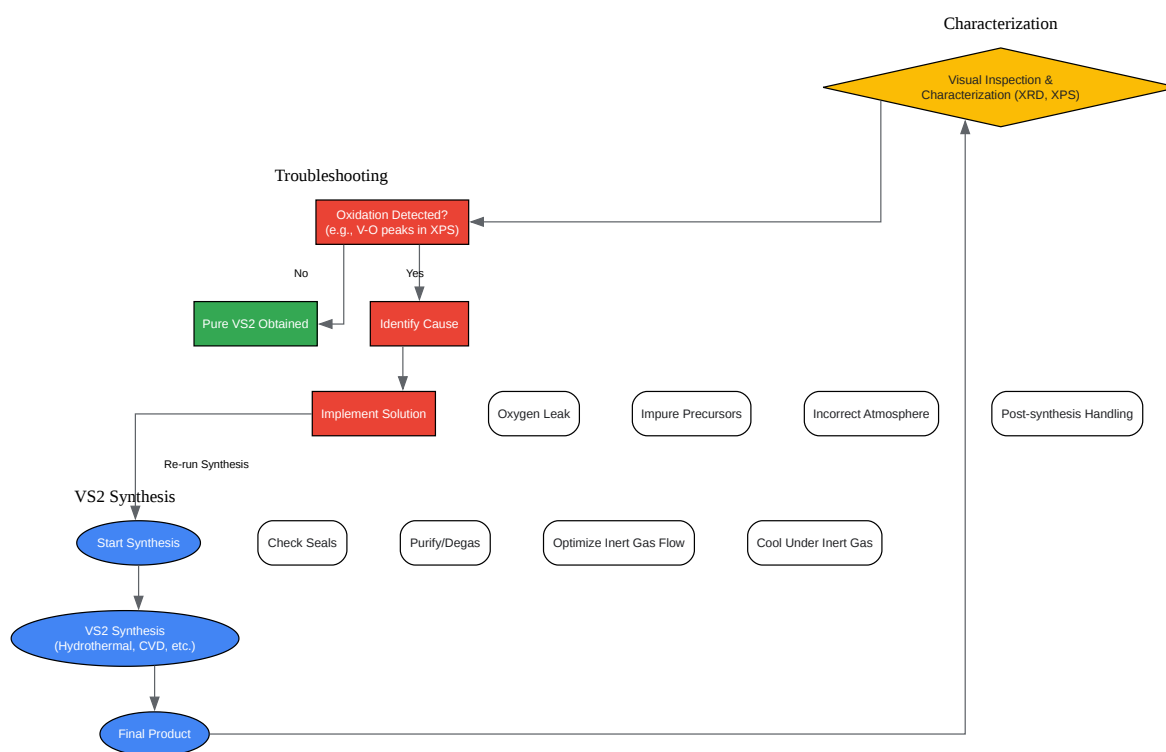 Characterization
Visual Inspection &
Characterization (XRD, XPS)
Troubleshooting
Oxidation Detected?
(e.g., V-O peaks in XPS)
No
Yes
Pure VS2 Obtained
Identify Cause
Implement Solution
Oxygen Leak
Impure Precursors
Incorrect Atmosphere
Post-synthesis Handling
Re-run Synthesis
VS2 Synthesis
Start Synthesis
Check Seals
Purify/Degas
Optimize Inert Gas Flow
Cool Under Inert Gas
VS2 Synthesis
(Hydrothermal, CVD, etc.)
Final Product